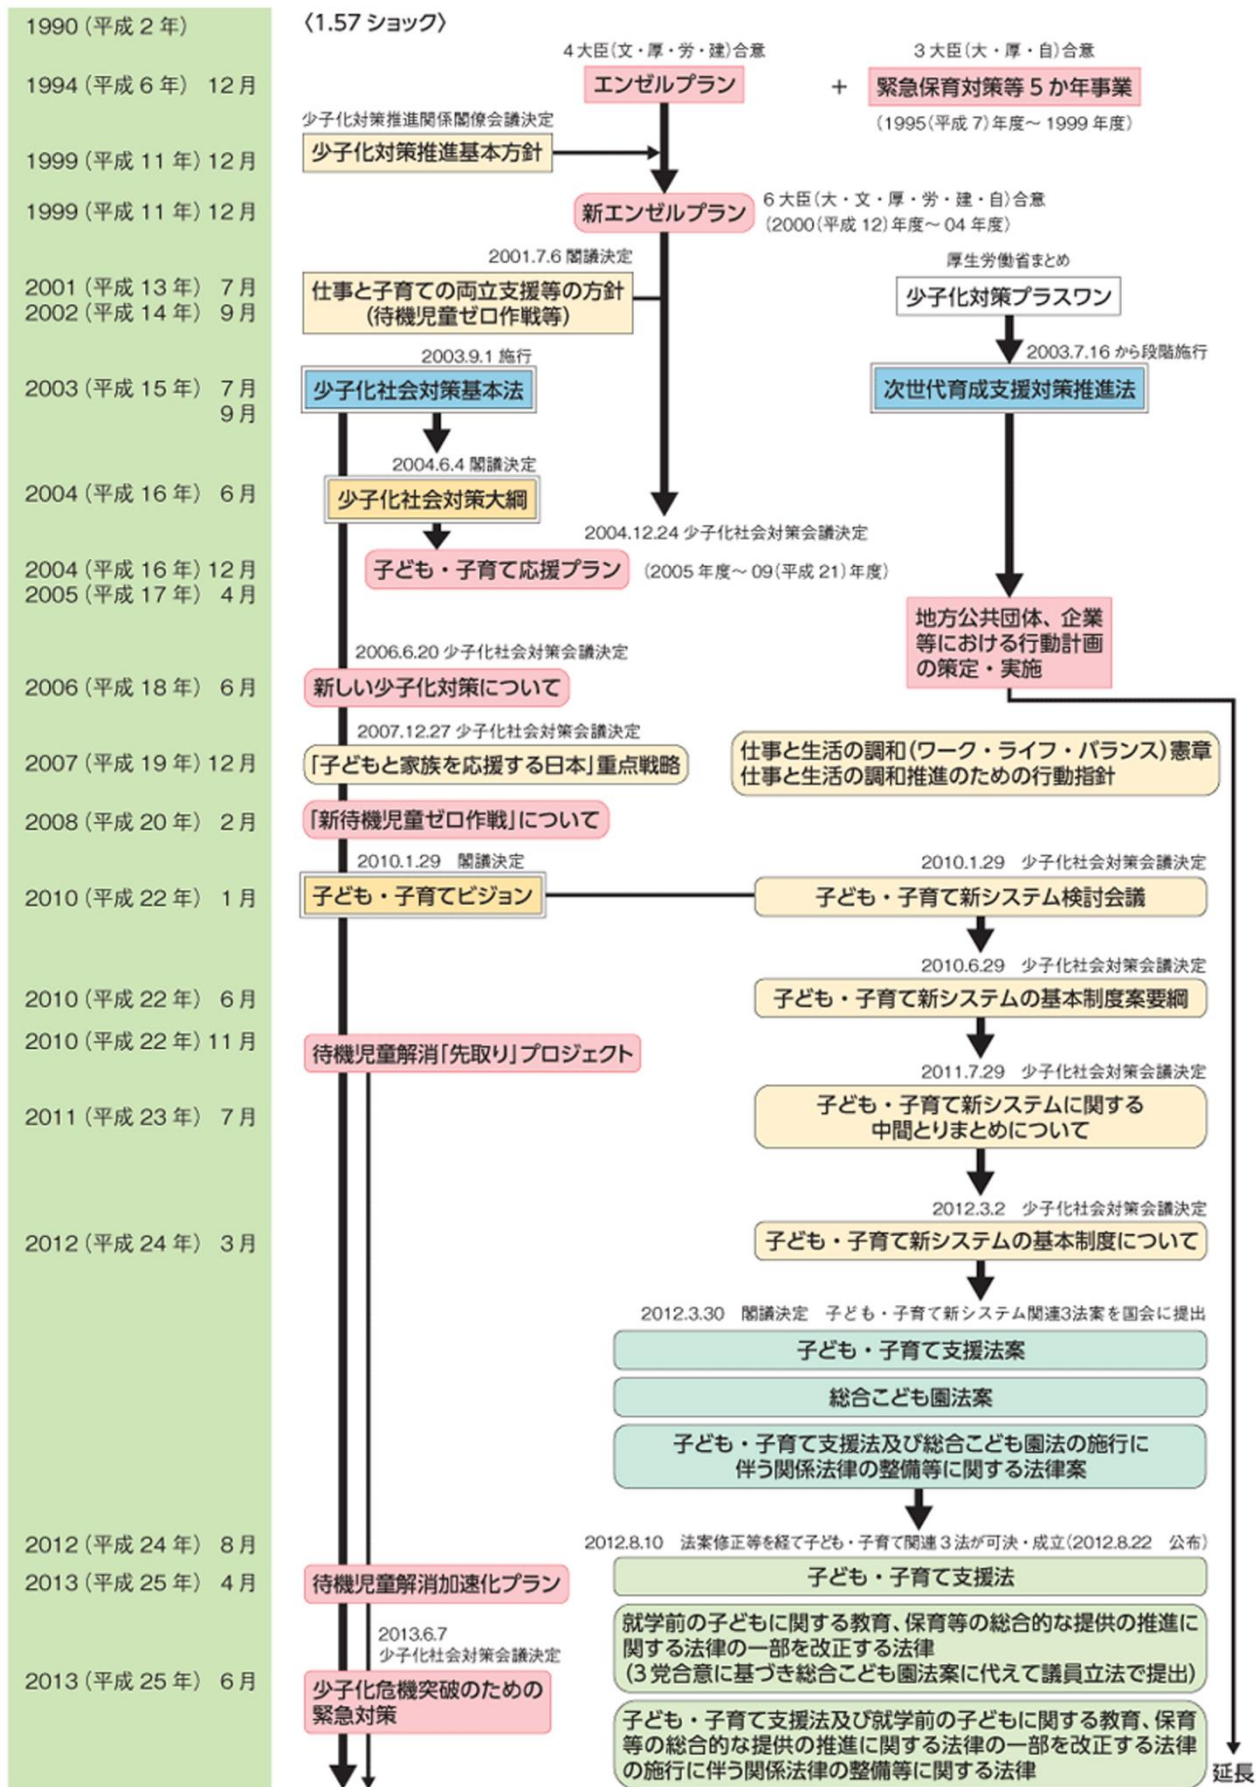 1990(平成2年)
〈1.57ショック〉
4大臣(文・厚・労・建)合意
3大臣(大・厚・自)合意
1994(平成6年) 12月
エンゼルプラン
+
緊急保育対策等5か年事業
(1995(平成7)年度～1999年度)
少子化対策推進関係閣僚会議決定
1999(平成11年)12月
少子化対策推進基本方針
1999(平成11年)12月
新エンゼルプラン
6大臣(大・文・厚・労・建・自)合意
(2000(平成12)年度～04年度)
2001.7.6 閣議決定
厚生労働省まとめ
2001(平成13年) 7月
2002(平成14年) 9月
仕事と子育ての両立支援等の方針
(待機児童ゼロ作戦等)
少子化対策プラスワン
2003.9.1 施行
2003.7.16から段階施行
2003(平成15年) 7月
9月
少子化社会対策基本法
次世代育成支援対策推進法
2004.6.4 閣議決定
2004(平成16年) 6月
少子化社会対策大綱
2004.12.24 少子化社会対策会議決定
2004(平成16年)12月
2005(平成17年) 4月
子ども・子育て応援プラン
(2005年度～09(平成21)年度)
地方公共団体、企業
等における行動計画
の策定・実施
2006.6.20 少子化社会対策会議決定
2006(平成18年) 6月
新しい少子化対策について
2007.12.27 少子化社会対策会議決定
2007(平成19年)12月
「子どもと家族を応援する日本」重点戦略
仕事と生活の調和(ワーク・ライフ・バランス)憲章
仕事と生活の調和推進のための行動指針
2008(平成20年) 2月
「新待機児童ゼロ作戦」について
2010.1.29 閣議決定
2010.1.29 少子化社会対策会議決定
2010(平成22年) 1月
子ども・子育てビジョン
子ども・子育て新システム検討会議
2010.6.29 少子化社会対策会議決定
2010(平成22年) 6月
子ども・子育て新システムの基本制度案要綱
2010(平成22年)11月
待機児童解消「先取り」プロジェクト
2011.7.29 少子化社会対策会議決定
2011(平成23年) 7月
子ども・子育て新システムに関する
中間とりまとめについて
2012.3.2 少子化社会対策会議決定
2012(平成24年) 3月
子ども・子育て新システムの基本制度について
2012.3.30 閣議決定 子ども・子育て新システム関連3法案を国会に提出
子ども・子育て支援法案
総合こども園法案
子ども・子育て支援法及び総合こども園法の施行に
伴う関係法律の整備等に関する法律案
2012(平成24年) 8月
2012.8.10 法案修正等を経て子ども・子育て関連3法が可決・成立(2012.8.22 公布)
2013(平成25年) 4月
待機児童解消加速化プラン
子ども・子育て支援法
就学前の子どもに関する教育、保育等の総合的な提供の推進に
関する法律の一部を改正する法律
(3党合意に基づき総合こども園法案に代えて議員立法で提出)
2013.6.7
少子化社会対策会議決定
2013(平成25年) 6月
少子化危機突破のための
緊急対策
子ども・子育て支援法及び就学前の子どもに関する教育、保育
等の総合的な提供の推進に関する法律の一部を改正する法律
の施行に伴う関係法律の整備等に関する法律
延長